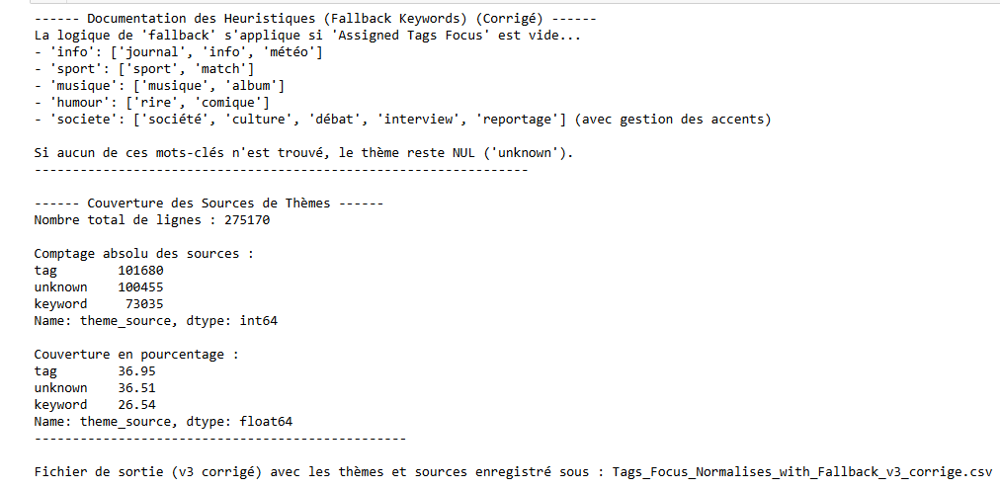 ------ Documentation des Heuristiques (Fallback Keywords) (Corrigé) ------
La logique de 'fallback' s'applique si 'Assigned Tags Focus' est vide...
- 'info': ['journal', 'info', 'météo']
- 'sport': ['sport', 'match']
- 'musique': ['musique', 'album']
- 'humour': ['rire', 'comique']
- 'societe': ['société', 'culture', 'débat', 'interview', 'reportage'] (avec gestion des accents)

Si aucun de ces mots-clés n'est trouvé, le thème reste NUL ('unknown').
-----------------------------------------------------------------

------ Couverture des Sources de Thèmes ------
Nombre total de lignes : 275170

Comptage absolu des sources :
tag        101680
unknown    100455
keyword     73035
Name: theme_source, dtype: int64

Couverture en pourcentage :
tag        36.95
unknown    36.51
keyword    26.54
Name: theme_source, dtype: float64
-------------------------------------------------

Fichier de sortie (v3 corrigé) avec les thèmes et sources enregistré sous : Tags_Focus_Normalises_with_Fallback_v3_corrige.csv